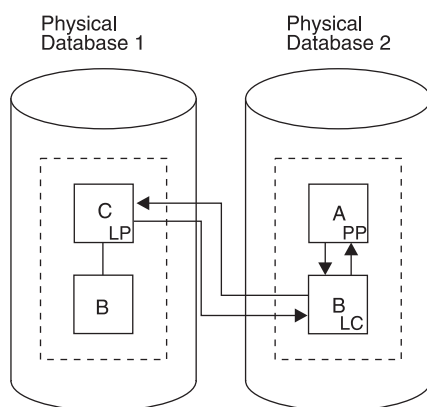 Physical
Database 1
Physical
Database 2
C
LP
B
A
PP
B
LC